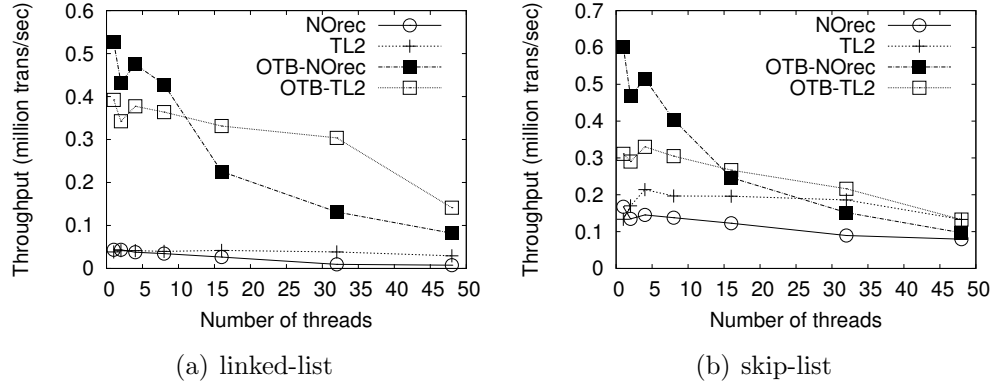 Throughput (million trans/sec)
0.6
0.5
0.4
0.3
0.2
0.1
0
NOrec
TL2
OTB-NOrec
OTB-TL2
0 5 10 15 20 25 30 35 40 45 50
Number of threads
(a) linked-list
Throughput (million trans/sec)
0.7
0.6
0.5
0.4
0.3
0.2
0.1
0
NOrec
TL2
OTB-NOrec
OTB-TL2
0 5 10 15 20 25 30 35 40 45 50
Number of threads
(b) skip-list